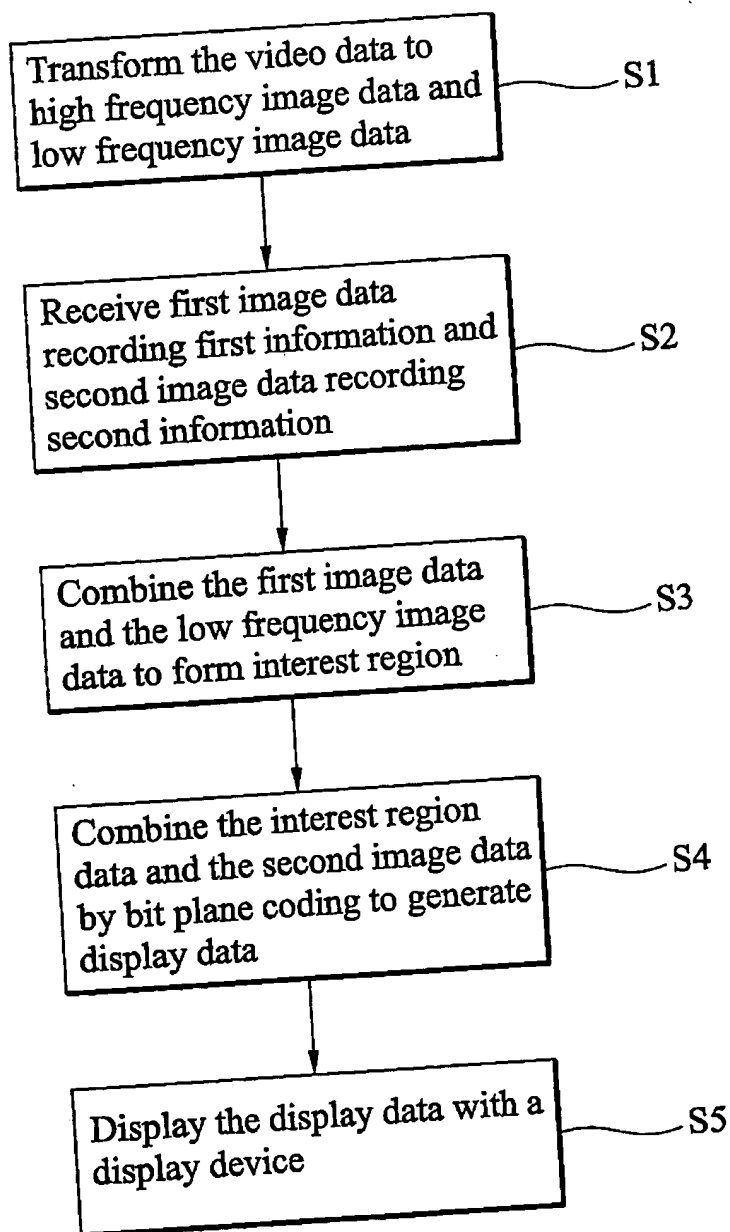 Transform the video data to
high frequency image data and
low frequency image data
S1
Receive first image data
recording first information and
second image data recording
second information
S2
Combine the first image data
and the low frequency image
data to form interest region
S3
Combine the interest region
data and the second image data
by bit plane coding to generate
display data
S4
Display the display data with a
display device
S5